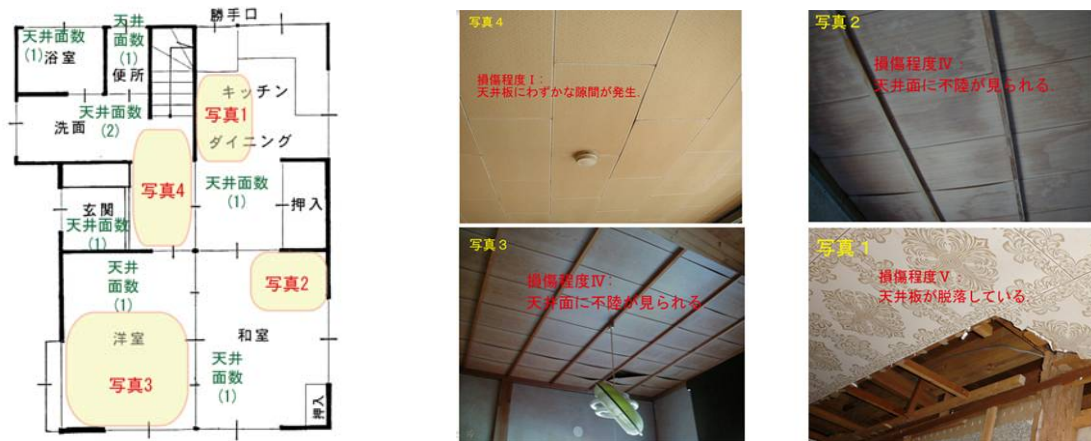 勝手口
天井
面数
(1)
便所
天井面数
(1)
浴室
キッチン
写真1
ダイニング
天井面数
(2)
洗面
写真4
天井面数
(1)
押入
玄関
天井面数
(1)
天井
面数
(1)
写真2
洋室
写真3
和室
天井
面数
(1)
押入
写真4
損傷程度Ⅰ:
天井板にわずかな隙間が発生.
写真2
損傷程度Ⅳ:
天井面に不陸が見られる.
写真3
損傷程度Ⅳ:
天井面に不陸が見られる.
写真1
損傷程度Ⅴ:
天井板が脱落している.